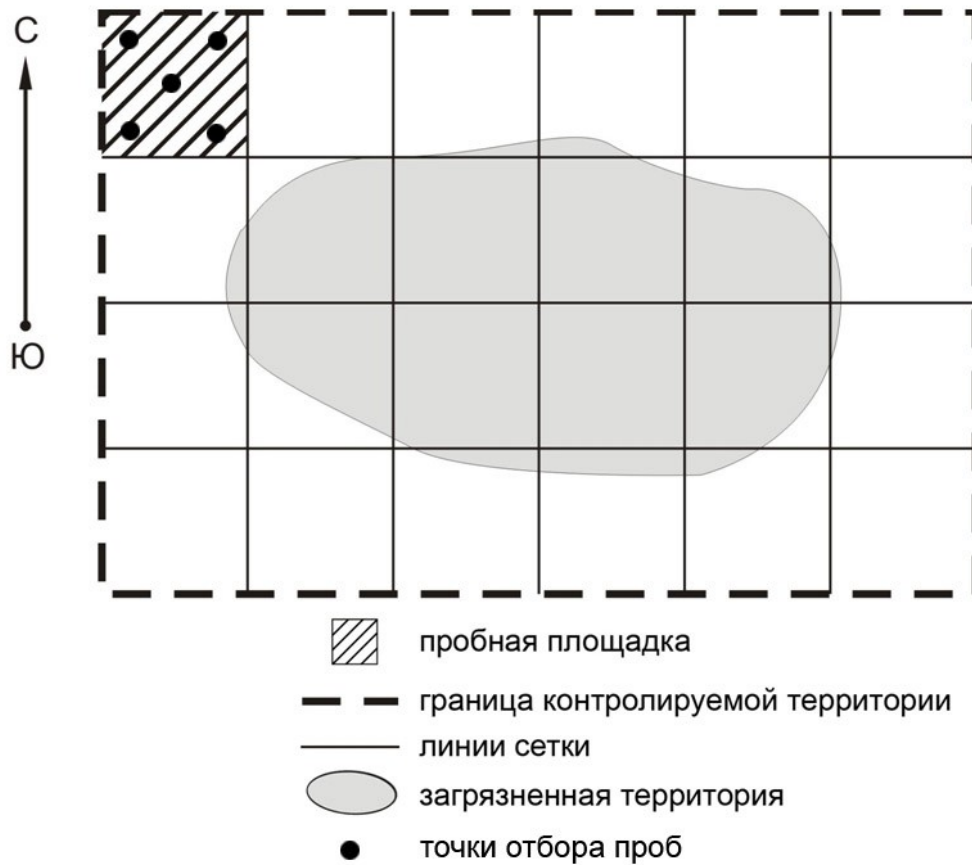 С
Ю
пробная площадка
граница контролируемой территории
линии сетки
загрязненная территория
точки отбора проб